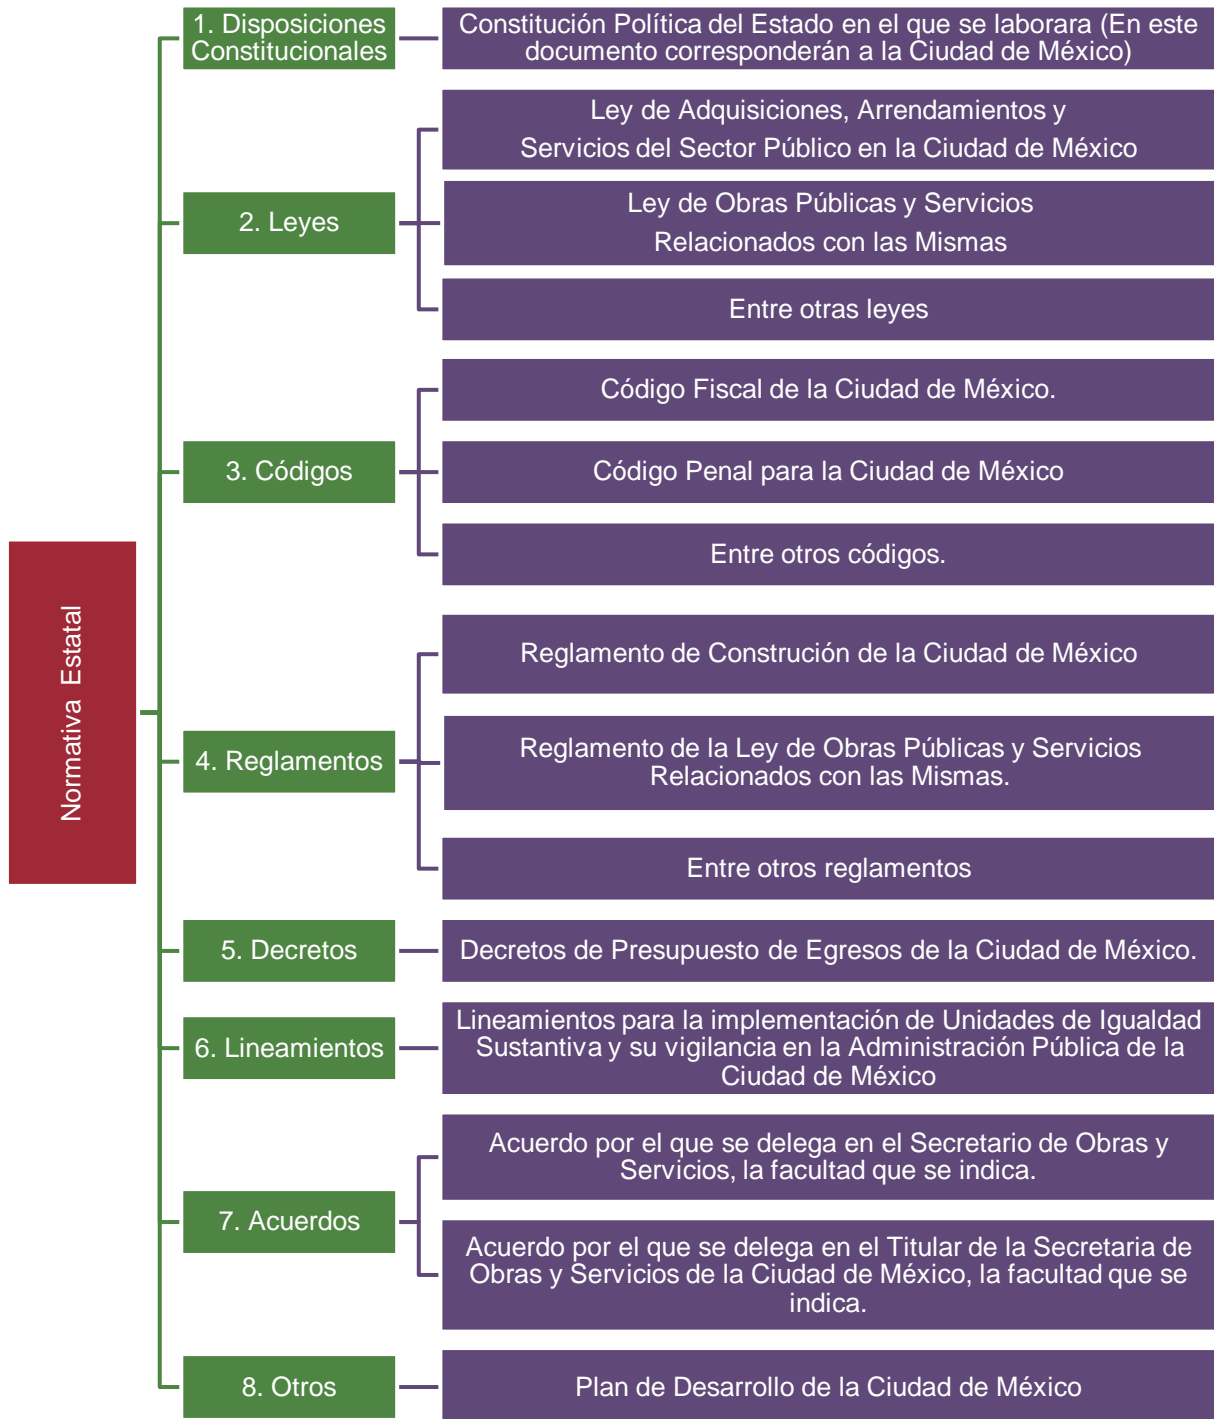 Normativa Estatal
1. Disposiciones
Constitucionales
Constitución Política del Estado en el que se laborara (En este
documento corresponderán a la Ciudad de México)
2. Leyes
Ley de Adquisiciones, Arrendamientos y
Servicios del Sector Público en la Ciudad de México
Ley de Obras Públicas y Servicios
Relacionados con las Mismas
Entre otras leyes
3. Códigos
Código Fiscal de la Ciudad de México.
Código Penal para la Ciudad de México
Entre otros códigos.
4. Reglamentos
Reglamento de Construción de la Ciudad de México
Reglamento de la Ley de Obras Públicas y Servicios
Relacionados con las Mismas.
Entre otros reglamentos
5. Decretos
Decretos de Presupuesto de Egresos de la Ciudad de México.
6. Lineamientos
Lineamientos para la implementación de Unidades de Igualdad
Sustantiva y su vigilancia en la Administración Pública de la
Ciudad de México
7. Acuerdos
Acuerdo por el que se delega en el Secretario de Obras y
Servicios, la facultad que se indica.
Acuerdo por el que se delega en el Titular de la Secretaria de
Obras y Servicios de la Ciudad de México, la facultad que se
indica.
8. Otros
Plan de Desarrollo de la Ciudad de México